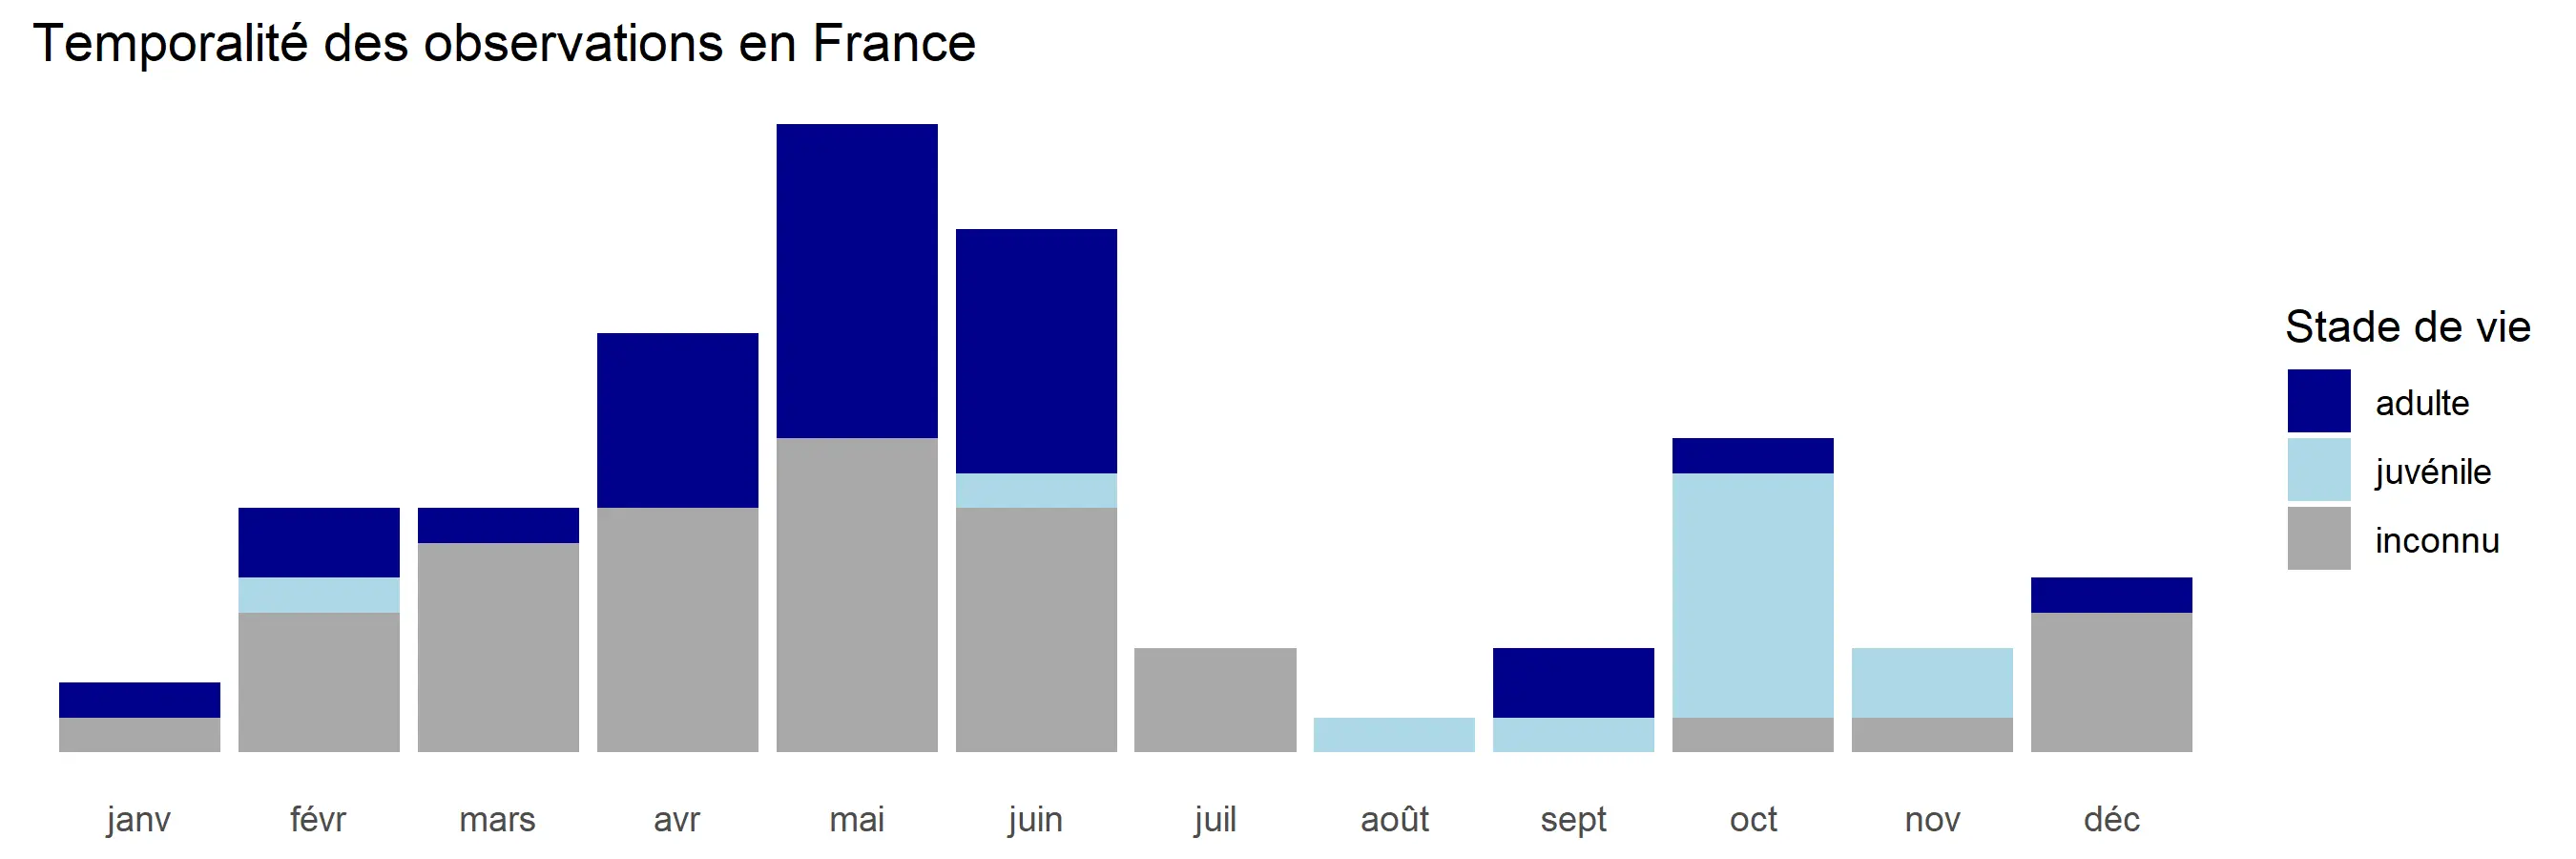 Temporalité des observations en France
Stade de vie
adulte
juvénile
inconnu
janv févr mars avr mai juin juil août sept oct nov déc